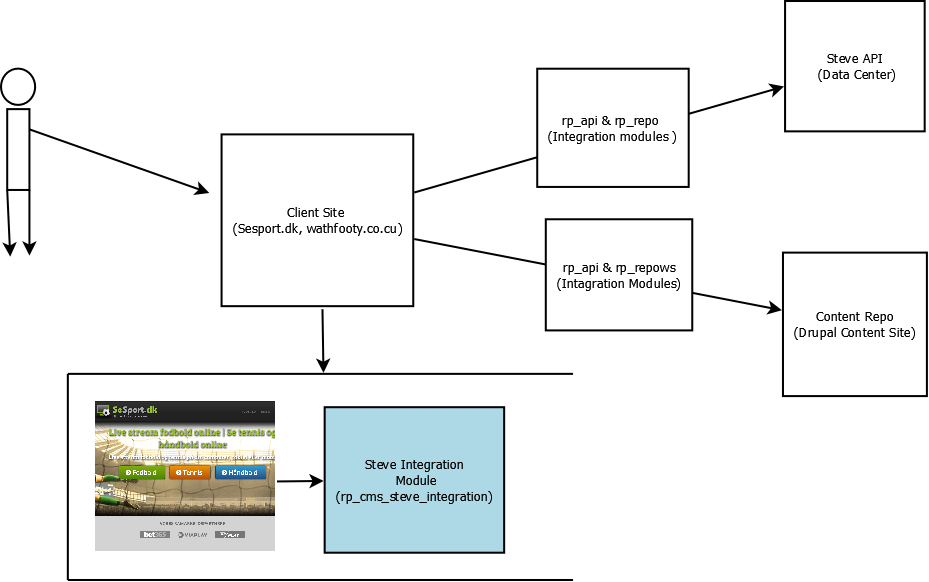 Steve API
(Data Center)
rp_api & rp_repo
(Integration modules )
Client Site
(Sesport.dk, wathfooty.co.cu)
rp_api & rp_repows
(Intagration Modules)
Content Repo
(Drupal Content Site)
SeSport.dk
Live stream fodbold online | Se tennis og
håndbold online
Fodbold
Tennis
Håndbold
bet365
VIAPLAY
Steve Integration
Module
(rp_cms_steve_integration)